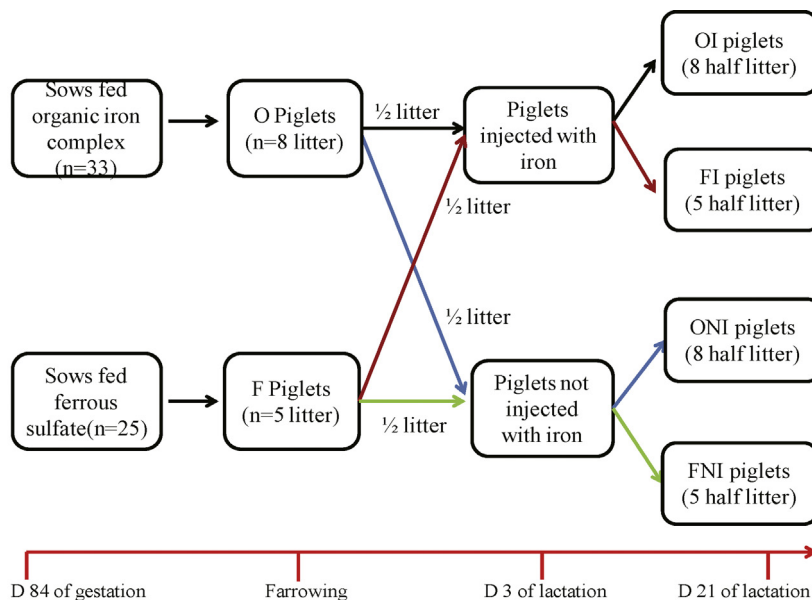 Sows fed
organic iron
complex
(n=33)
O Piglets
(n=8 litter)
½ litter
Piglets
injected with
iron
OI piglets
(8 half litter)
FI piglets
(5 half litter)
½ litter
½ litter
Sows fed
ferrous
sulfate(n=25)
F Piglets
(n=5 litter)
½ litter
Piglets not
injected
with iron
ONI piglets
(8 half litter)
FNI piglets
(5 half litter)
D 84 of gestation
Farrowing
D 3 of lactation
D 21 of lactation